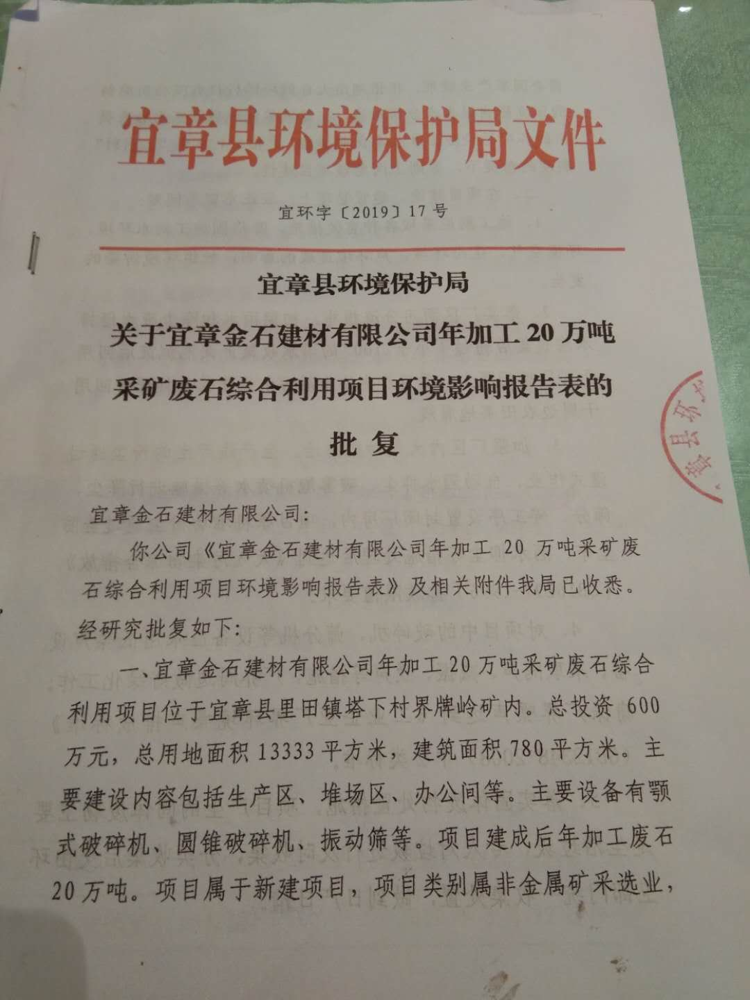 宜章县环境保护局文件
宜环字〔2019〕17号
宜章县环境保护局
关于宜章金石建材有限公司年加工20万吨
采矿废石综合利用项目环境影响报告表的
批 复
章县环
宜章金石建材有限公司:
你公司《宜章金石建材有限公司年加工 20 万吨采矿废
石综合利用项目环境影响报告表》及相关附件我局已收悉。
经研究批复如下:
一、宜章金石建材有限公司年加工20万吨采矿废石综合
利用项目位于宜章县里田镇塔下村界牌岭矿内。总投资 600
万元，总用地面积13333平方米，建筑面积780平方米。主
要建设内容包括生产区、堆场区、办公间等。主要设备有颚
式破碎机、圆锥破碎机、振动筛等。项目建成后年加工废石
20万吨。项目属于新建项目，项目类别属非金属矿采选业，